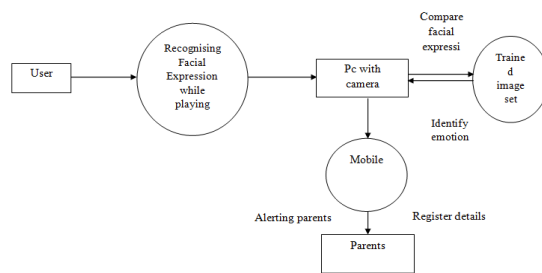 User
Recognising
Facial
Expression
while
playing
Pc with
camera
Compare
facial
expressi
Traine
d
image
set
Identify
emotion
Mobile
Alerting parents
Register details
Parents